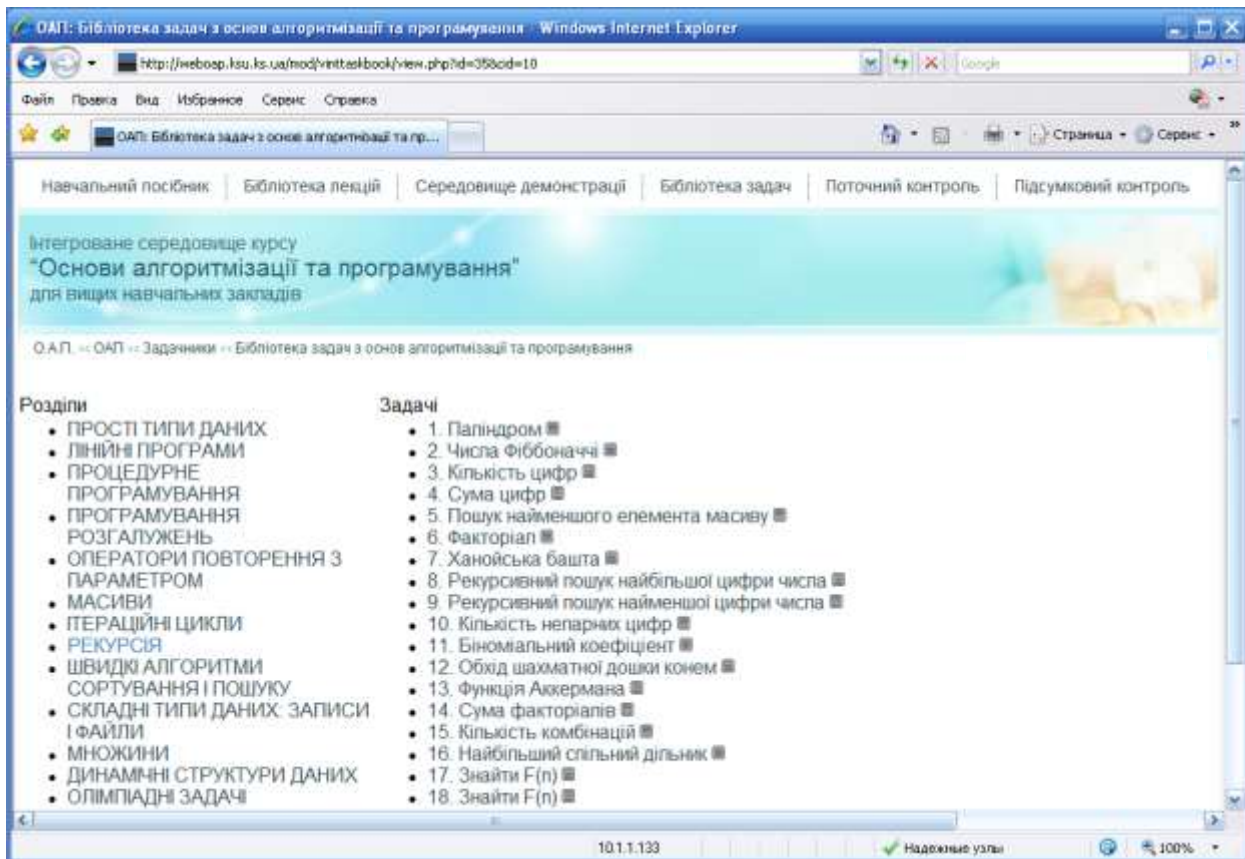 ОАП: Бібліотека задач з основ алгоритмізації та програмування - Windows Internet Explorer
http://weboap.ksu.ks.ua/mod/vinttaskbook/view.php?id=358cid=10
Google
Файл Правка Вид Избранное Сервис Справка
ОАП: Бібліотека задач з основ алгоритмізації та пр...
Страница
Сервис
Навчальний посібник | Бібліотека лекцій | Середовище демонстрації | Бібліотека задач | Поточний контроль | Підсумковий контроль
Інтегроване середовище курсу
"Основи алгоритмізації та програмування"
для вищих навчальних закладів
О.А.П. ›› ОАП ›› Задачники ›› Бібліотека задач з основ алгоритмізації та програмування
Розділи
ПРОСТІ ТИПИ ДАНИХ
ЛІНІЙНІ ПРОГРАМИ
ПРОЦЕДУРНЕ
ПРОГРАМУВАННЯ
ПРОГРАМУВАННЯ
РОЗГАЛУЖЕНЬ
ОПЕРАТОРИ ПОВТОРЕННЯ З
ПАРАМЕТРОМ
МАСИВИ
ІТЕРАЦІЙНІ ЦИКЛИ
РЕКУРСІЯ
ШВИДКІ АЛГОРИТМИ
СОРТУВАННЯ І ПОШУКУ
СКЛАДНІ ТИПИ ДАНИХ: ЗАПИСИ
І ФАЙЛИ
МНОЖИНИ
ДИНАМІЧНІ СТРУКТУРИ ДАНИХ
ОЛІМПІАДНІ ЗАДАЧІ
Задачі
1. Паліндром
2. Числа Фіббоначчі
3. Кількість цифр
4. Сума цифр
5. Пошук найменшого елемента масиву
6. Факторіал
7. Ханойська башта
8. Рекурсивний пошук найбільшої цифри числа
9. Рекурсивний пошук найменшої цифри числа
10. Кількість непарних цифр
11. Біноміальний коефіцієнт
12. Обхід шахматної дошки конем
13. Функція Аккермана
14. Сума факторіалів
15. Кількість комбінацій
16. Найбільший спільний дільник
17. Знайти F(n)
18. Знайти F(n)
10.1.1.133
Надежные узлы
100%